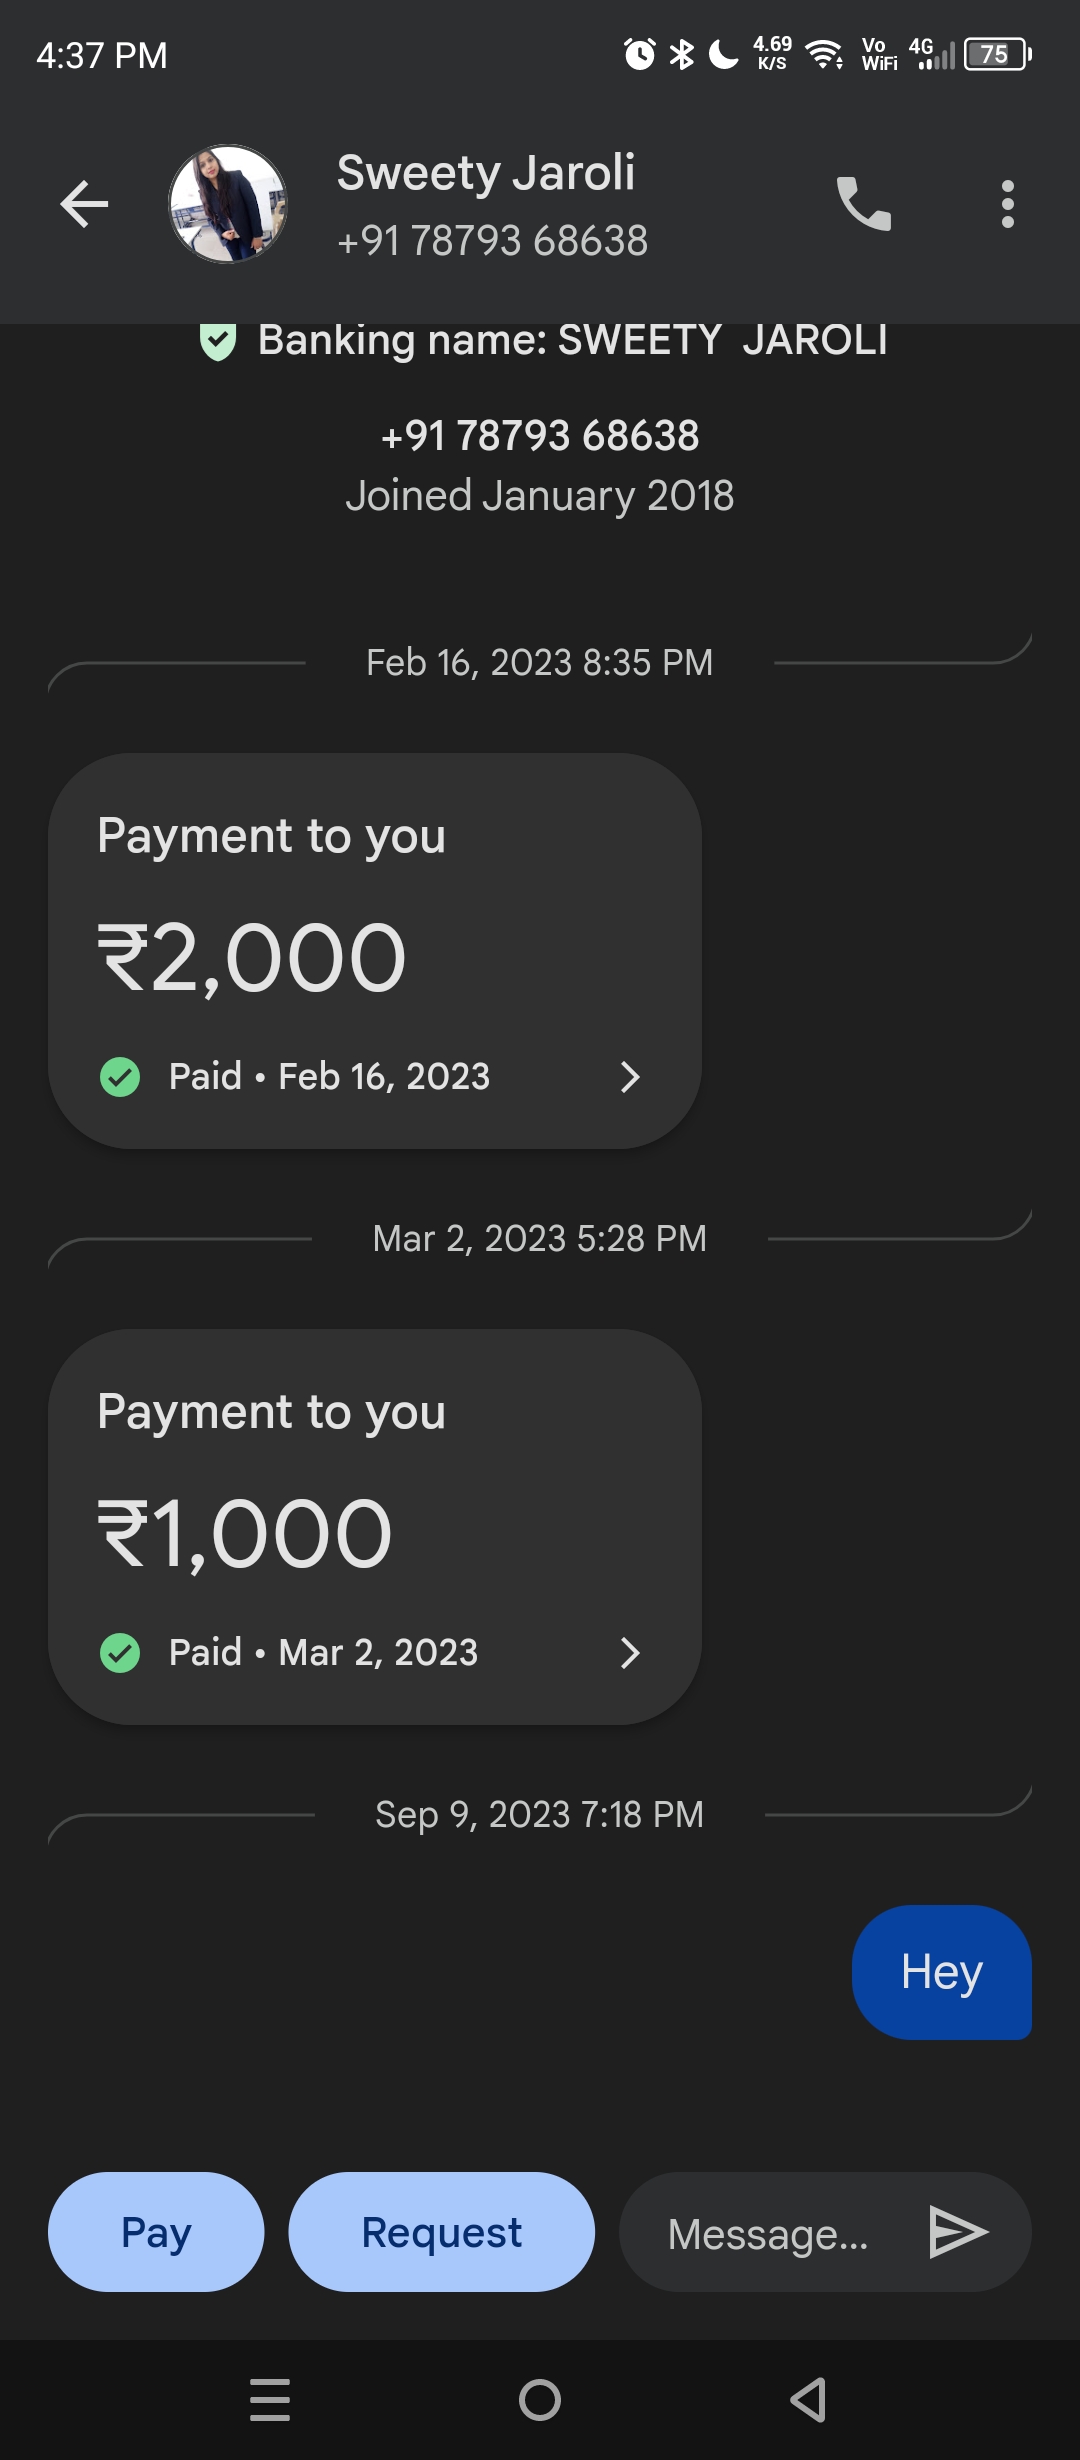 4:37 PM
4.69 K/S Vo WiFi 4G 75
Sweety Jaroli
+91 78793 68638
Banking name: SWEETY JAROLI
+91 78793 68638
Joined January 2018
Feb 16, 2023 8:35 PM
Payment to you
₹2,000
Paid • Feb 16, 2023
Mar 2, 2023 5:28 PM
Payment to you
₹1,000
Paid • Mar 2, 2023
Sep 9, 2023 7:18 PM
Hey
Pay
Request
Message...